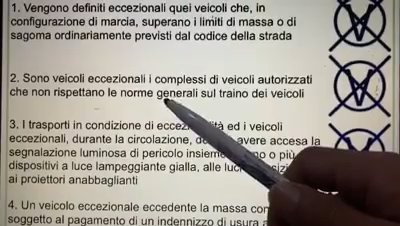 1. Vengono definiti eccezionali quei veicoli che, in
configurazione di marcia, superano i limiti di massa o di
sagoma ordinariamente previsti dal codice della strada
V
2. Sono veicoli eccezionali i complessi di veicoli autorizzati
che non rispettano le norme generali sul traino dei veicoli
V
3. I trasporti in condizione di ed i veicoli
eccezionali, durante la circolazione, avere accesa la
segnalazione luminosa di pericolo o più
dispositivi a luce lampeggiante gialla, alle
ai proiettori anabbaglianti
V
4. Un veicolo eccezionale eccedente la massa
soggetto al pagamento di un indennizzo di usura